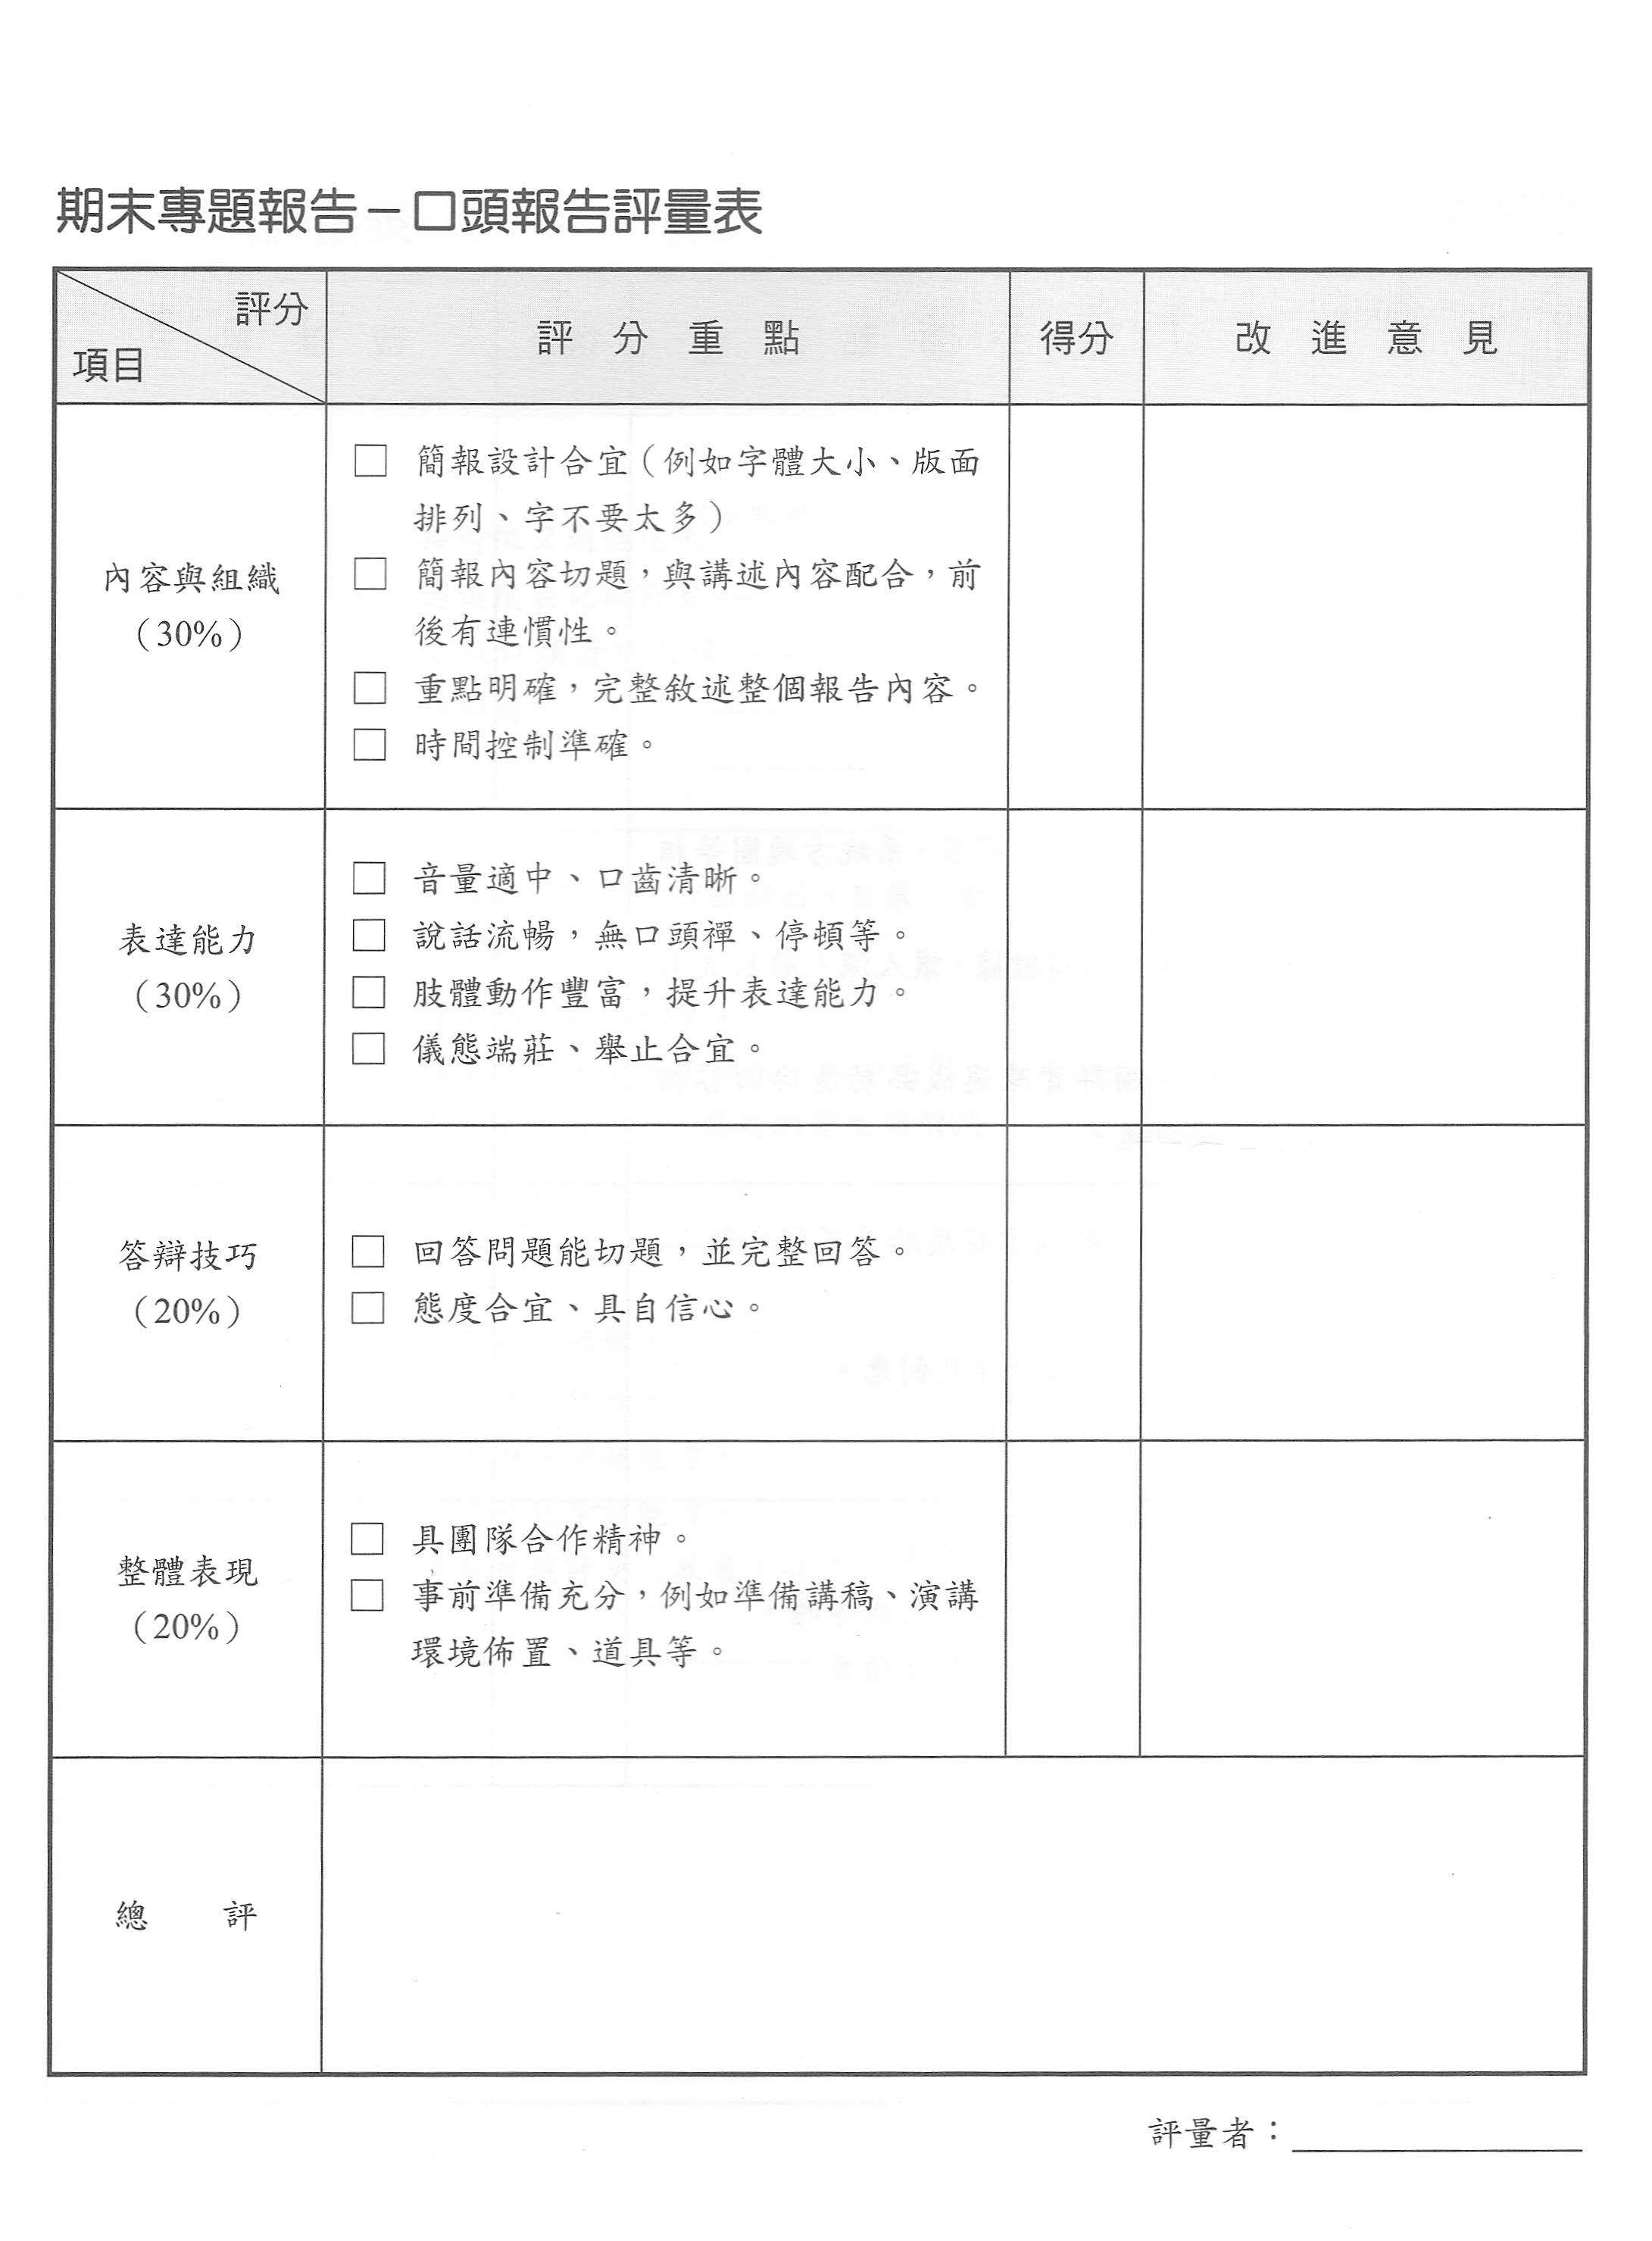 期末專題報告－口頭報告評量表
評分
項目
評分重點
得分
改進意見
內容與組織
（30%）
□ 簡報設計合宜（例如字體大小、版面
排列、字不要太多）
□ 簡報內容切題，與講述內容配合，前
後有連慣性。
□ 重點明確，完整敘述整個報告內容。
□ 時間控制準確。
表達能力
（30%）
□ 音量適中、口齒清晰。
□ 說話流暢，無口頭禪、停頓等。
□ 肢體動作豐富，提升表達能力。
□ 儀態端莊、舉止合宜。
答辯技巧
（20%）
□ 回答問題能切題，並完整回答。
□ 態度合宜、具自信心。
整體表現
（20%）
□ 具團隊合作精神。
□ 事前準備充分，例如準備講稿、演講
環境佈置、道具等。
總評
評量者：